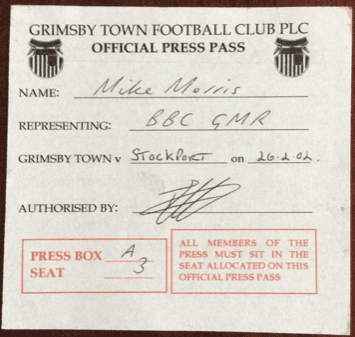 GRIMSBY TOWN FOOTBALL CLUB PLC
OFFICIAL PRESS PASS
NAME: Mike Morris
REPRESENTING: BBC GMR
GRIMSBY TOWN v STOCKPORT on 26-2-02.
AUTHORISED BY:
PRESS BOX A
SEAT 3
ALL MEMBERS OF THE
PRESS MUST SIT IN THE
SEAT ALLOCATED ON THIS
OFFICIAL PRESS PASS